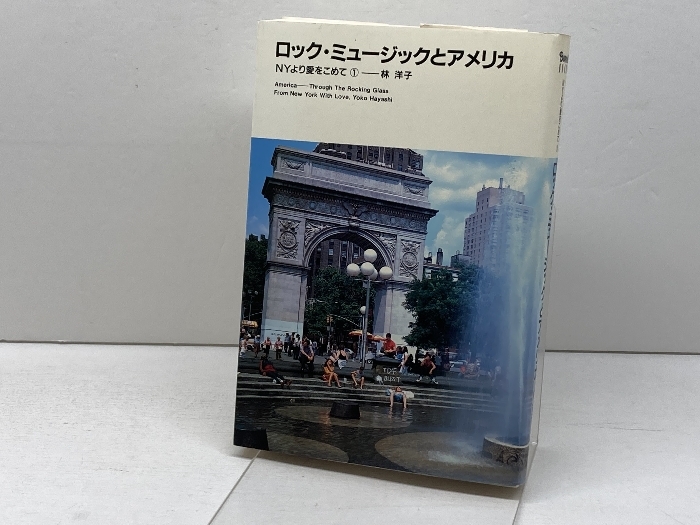 ロック・ミュージックとアメリカ
NYより愛をこめて①――林 洋子
America——Through The Rocking Glass
From New York With Love, Yoko Hayashi